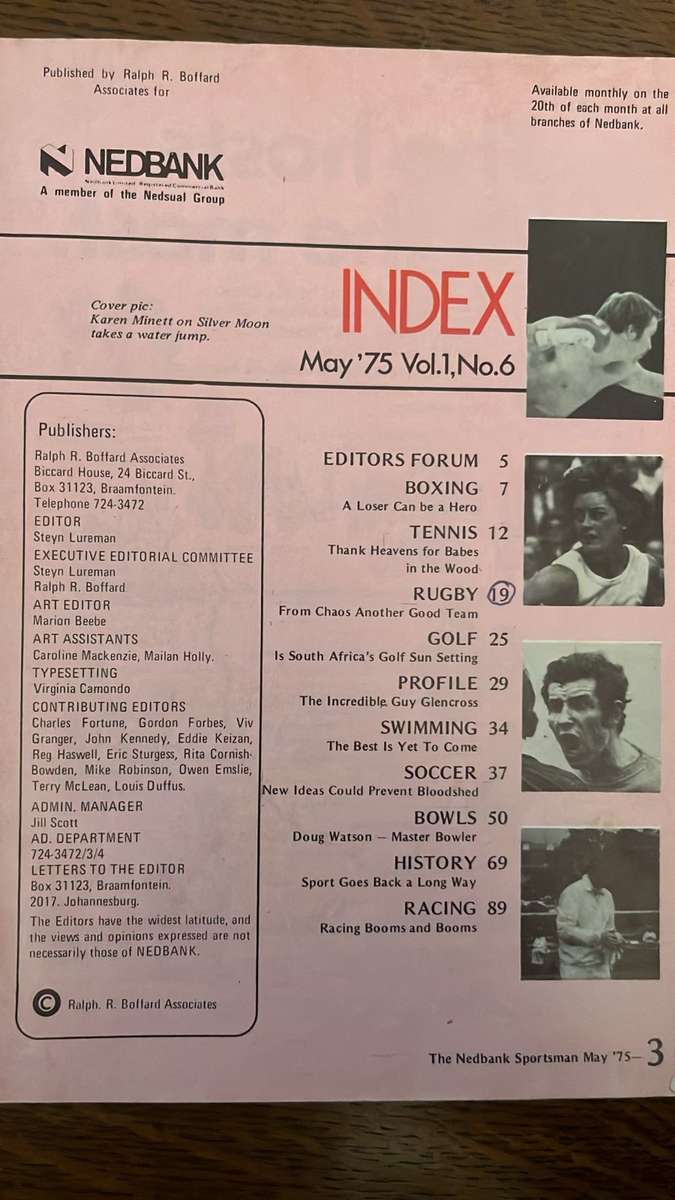 Published by Ralph R. Boffard
Associates for
NEDBANK
Nedbank Limited Registered Commercial Bank
A member of the Nedsual Group
Available monthly on the
20th of each month at all
branches of Nedbank.
Cover pic:
Karen Minett on Silver Moon
takes a water jump.
INDEX
May '75 Vol.1,No.6
Publishers:
Ralph R. Boffard Associates
Biccard House, 24 Biccard St.,
Box 31123, Braamfontein.
Telephone 724-3472
EDITOR
Steyn Lureman
EXECUTIVE EDITORIAL COMMITTEE
Steyn Lureman
Ralph R. Boffard
ART EDITOR
Marion Beebe
ART ASSISTANTS
Caroline Mackenzie, Mailan Holly.
TYPESETTING
Virginia Camondo
CONTRIBUTING EDITORS
Charles Fortune, Gordon Forbes, Viv
Granger, John Kennedy, Eddie Keizan,
Reg Haswell, Eric Sturgess, Rita Cornish-
Bowden, Mike Robinson, Owen Emslie,
Terry McLean, Louis Duffus.
ADMIN. MANAGER
Jill Scott
AD. DEPARTMENT
724-3472/3/4
LETTERS TO THE EDITOR
Box 31123, Braamfontein.
2017. Johannesburg.
The Editors have the widest latitude, and
the views and opinions expressed are not
necessarily those of NEDBANK.
© Ralph. R. Boffard Associates
EDITORS FORUM 5
BOXING 7
A Loser Can be a Hero
TENNIS 12
Thank Heavens for Babes
in the Wood
RUGBY 19
From Chaos Another Good Team
GOLF 25
Is South Africa's Golf Sun Setting
PROFILE 29
The Incredible Guy Glencross
SWIMMING 34
The Best Is Yet To Come
SOCCER 37
New Ideas Could Prevent Bloodshed
BOWLS 50
Doug Watson — Master Bowler
HISTORY 69
Sport Goes Back a Long Way
RACING 89
Racing Booms and Booms
The Nedbank Sportsman May '75— 3